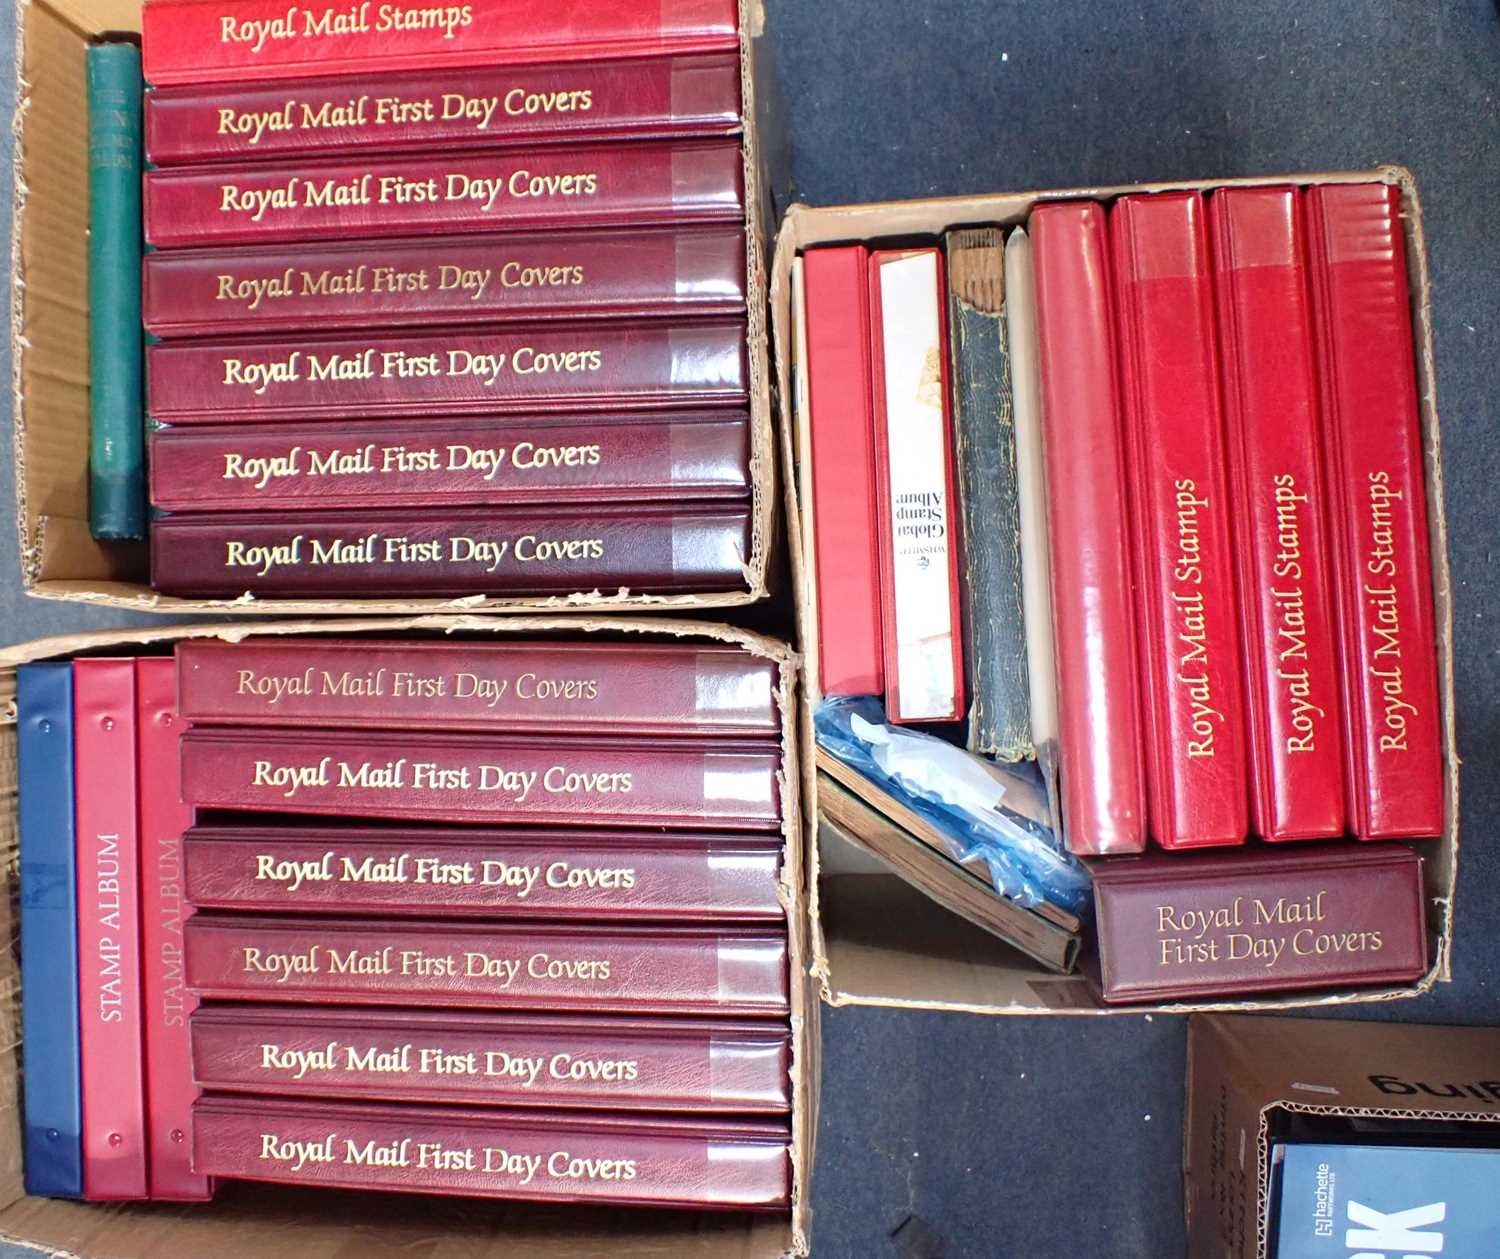 Royal Mail Stamps
Royal Mail First Day Covers
Royal Mail First Day Covers
Royal Mail First Day Covers
Royal Mail First Day Covers
Royal Mail First Day Covers
Royal Mail First Day Covers
STAMP ALBUM
STAMP ALBUM
Royal Mail First Day Covers
Royal Mail First Day Covers
Royal Mail First Day Covers
Royal Mail First Day Covers
Royal Mail First Day Covers
Royal Mail First Day Covers
WHSMITH
Global
Stamp
Album
Royal Mail Stamps
Royal Mail Stamps
Royal Mail Stamps
Royal Mail
First Day Covers
ging
hachette